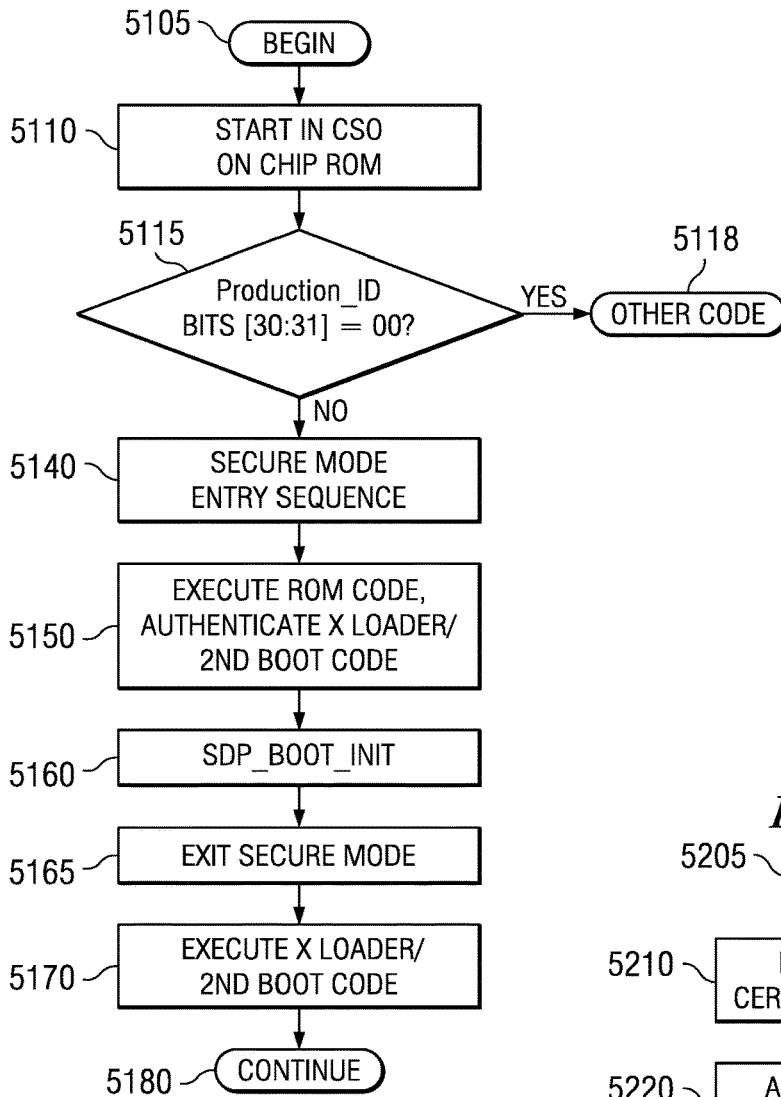 5105
BEGIN
5110
START IN CSO
ON CHIP ROM
5115
Production_ID
BITS [30:31] = 00?
YES
5118
OTHER CODE
NO
5140
SECURE MODE
ENTRY SEQUENCE
5150
EXECUTE ROM CODE,
AUTHENTICATE X LOADER/
2ND BOOT CODE
5160
SDP_BOOT_INIT
5165
EXIT SECURE MODE
5170
EXECUTE X LOADER/
2ND BOOT CODE
5180
CONTINUE
5205
5210
CER
5220
A